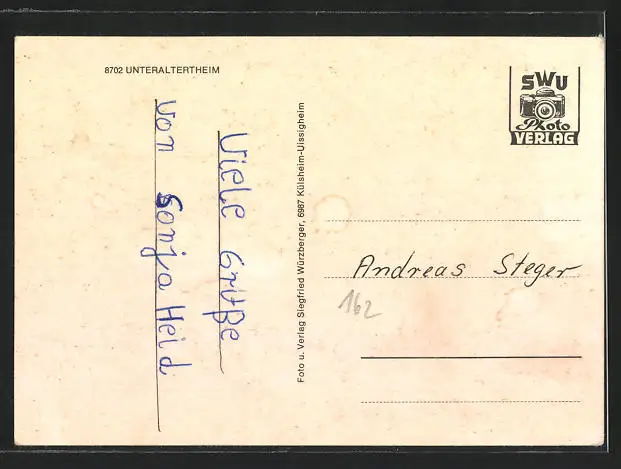 8702 UNTERALTERTHEIM
Viele Grüße
von Sonja Heid
Foto u. Verlag Siegfried Würzberger, 6987 Külsheim-Uissigheim
SWU
Photo
VERLAG
Andreas Steger
162